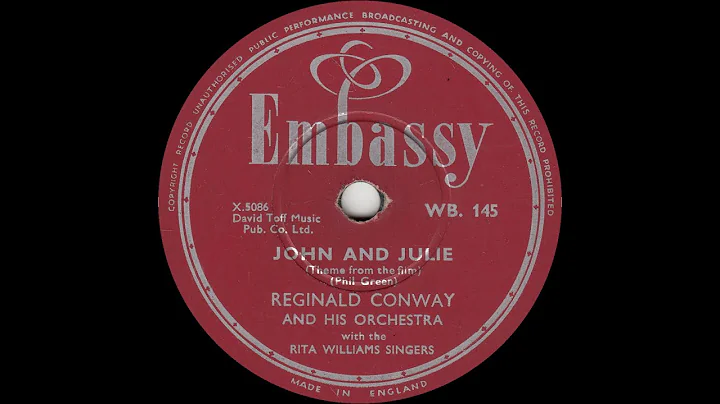 COPYRIGHT RECORD UNAUTHORISED PUBLIC PERFORMANCE BROADCASTING AND COPYING OF THIS RECORD PROHIBITED
Embassy
X.5086
David Toff Music
Pub. Co. Ltd.
WB. 145
JOHN AND JULIE
(Theme from the film)
(Phil Green)
REGINALD CONWAY
AND HIS ORCHESTRA
with the
RITA WILLIAMS SINGERS
MADE IN ENGLAND